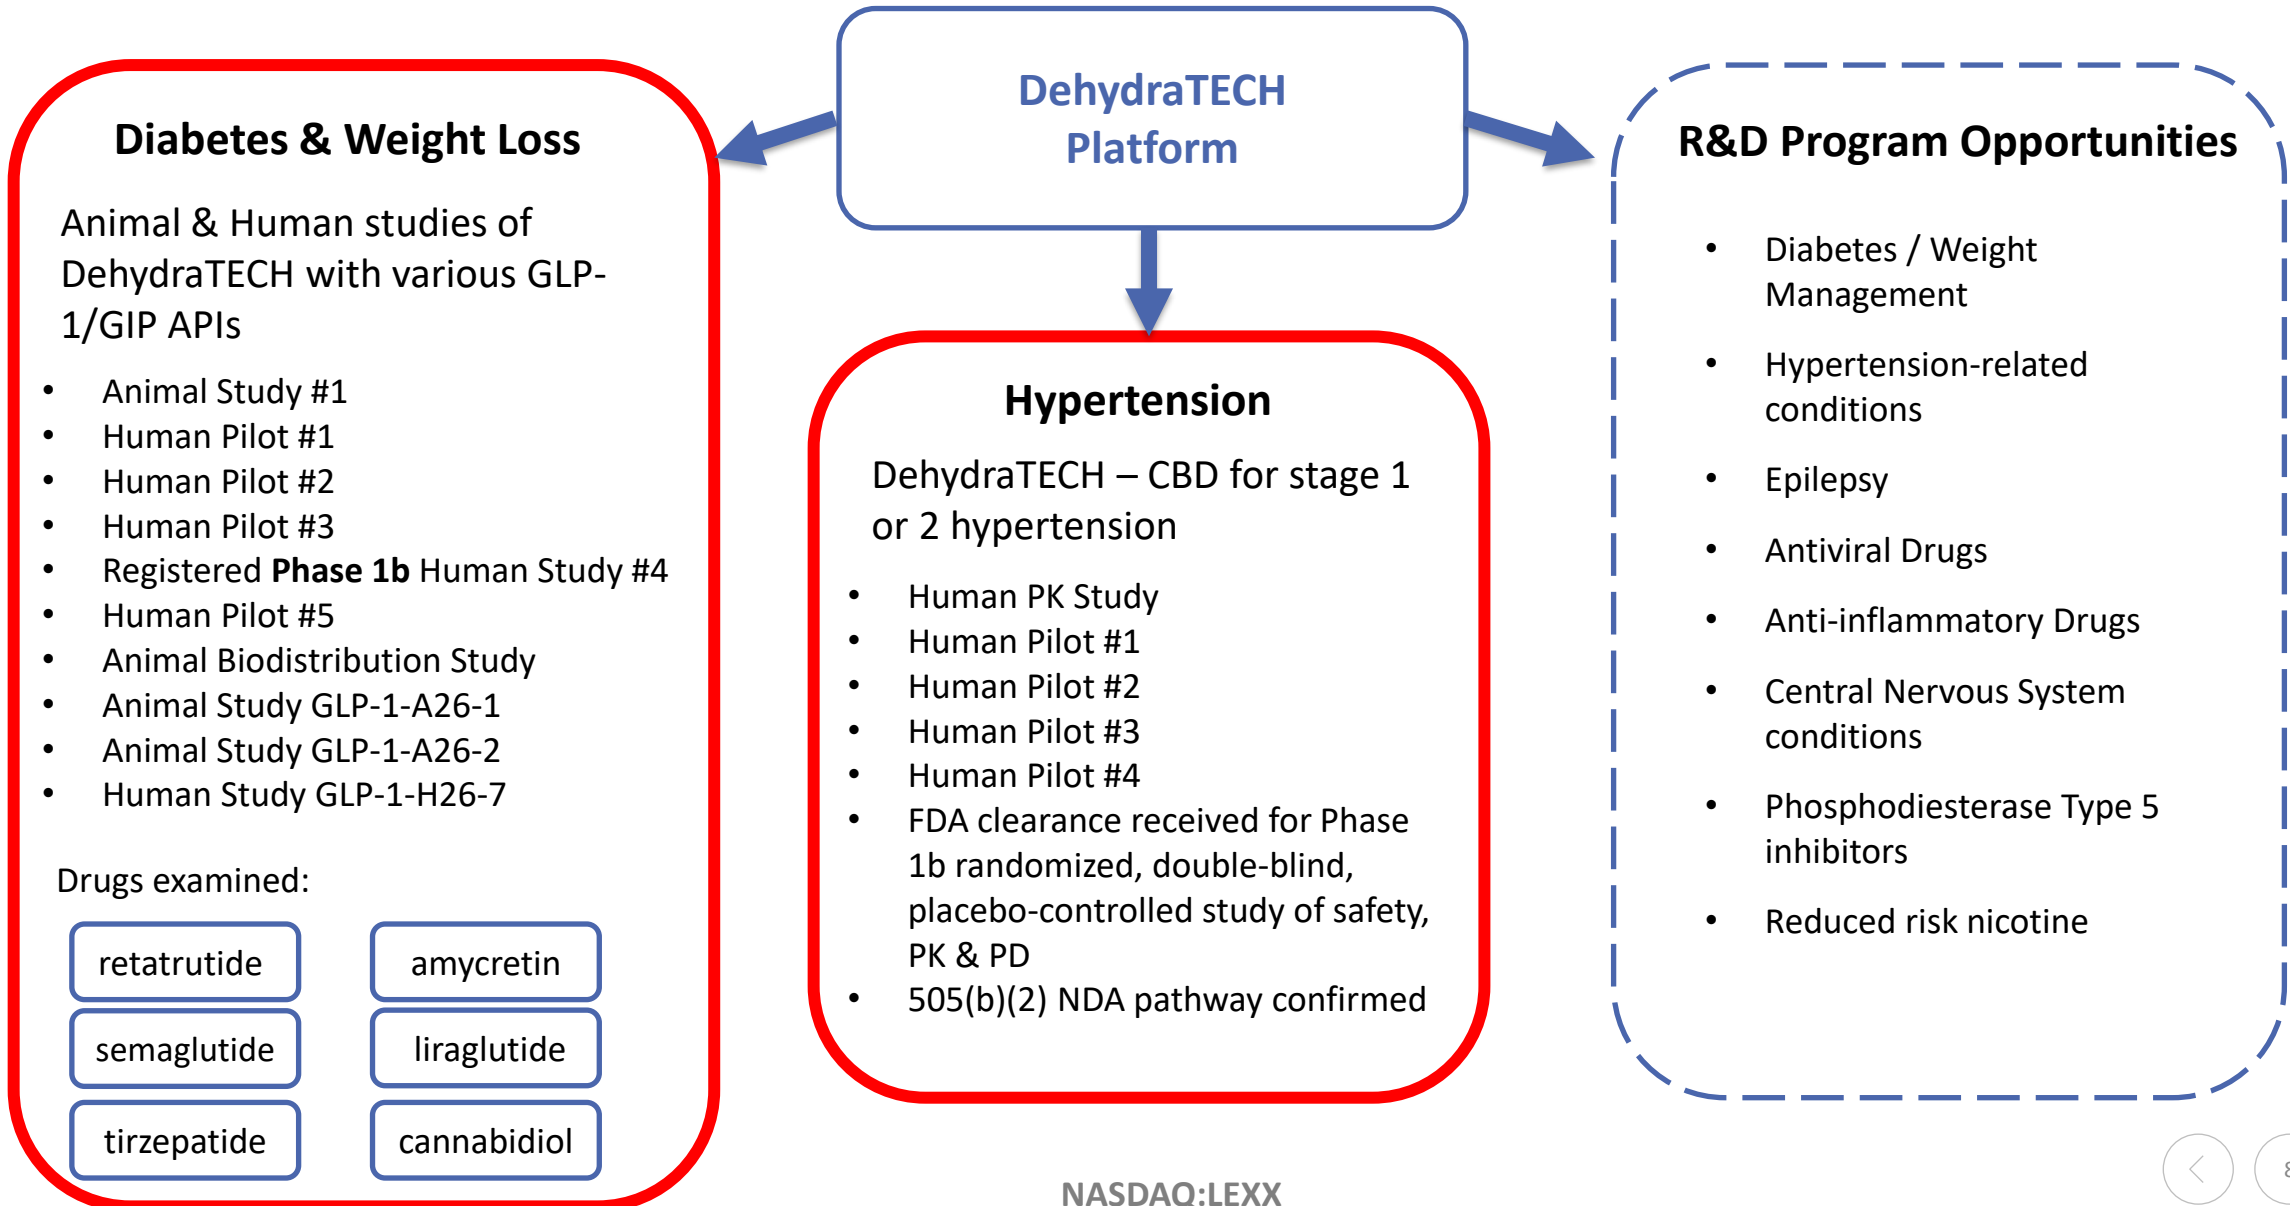 DehydraTECH
Platform
Diabetes & Weight Loss
Animal & Human studies of
DehydraTECH with various GLP-
1/GIP APIs
• Animal Study #1
• Human Pilot #1
• Human Pilot #2
• Human Pilot #3
• Registered Phase 1b Human Study #4
• Human Pilot #5
• Animal Biodistribution Study
• Animal Study GLP-1-A26-1
• Animal Study GLP-1-A26-2
• Human Study GLP-1-H26-7
Drugs examined:
retatrutide
amycretin
semaglutide
liraglutide
tirzepatide
cannabidiol
Hypertension
DehydraTECH – CBD for stage 1
or 2 hypertension
• Human PK Study
• Human Pilot #1
• Human Pilot #2
• Human Pilot #3
• Human Pilot #4
• FDA clearance received for Phase
1b randomized, double-blind,
placebo-controlled study of safety,
PK & PD
• 505(b)(2) NDA pathway confirmed
R&D Program Opportunities
• Diabetes / Weight
Management
• Hypertension-related
conditions
• Epilepsy
• Antiviral Drugs
• Anti-inflammatory Drugs
• Central Nervous System
conditions
• Phosphodiesterase Type 5
inhibitors
• Reduced risk nicotine
NASDAQ:LEXX